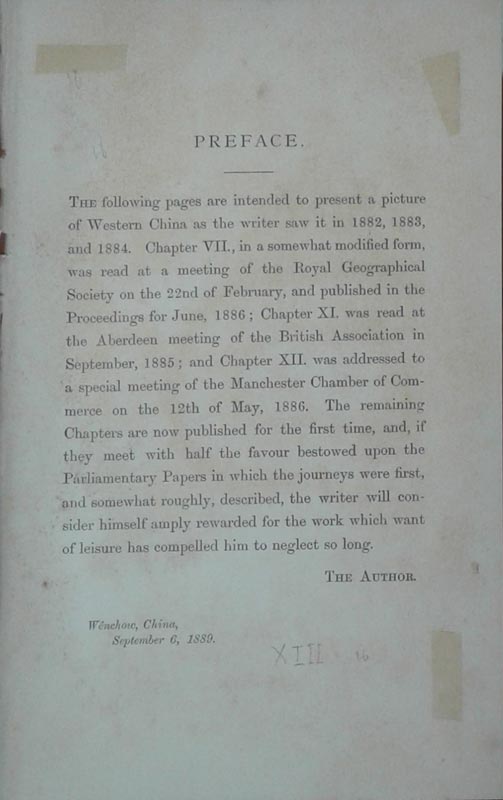 PREFACE.
THE following pages are intended to present a picture
of Western China as the writer saw it in 1882, 1883,
and 1884. Chapter VII., in a somewhat modified form,
was read at a meeting of the Royal Geographical
Society on the 22nd of February, and published in the
Proceedings for June, 1886; Chapter XI. was read at
the Aberdeen meeting of the British Association in
September, 1885; and Chapter XII. was addressed to
a special meeting of the Manchester Chamber of Com-
merce on the 12th of May, 1886. The remaining
Chapters are now published for the first time, and, if
they meet with half the favour bestowed upon the
Parliamentary Papers in which the journeys were first,
and somewhat roughly, described, the writer will con-
sider himself amply rewarded for the work which want
of leisure has compelled him to neglect so long.
THE AUTHOR.
Wênchow, China,
September 6, 1889.
XIII